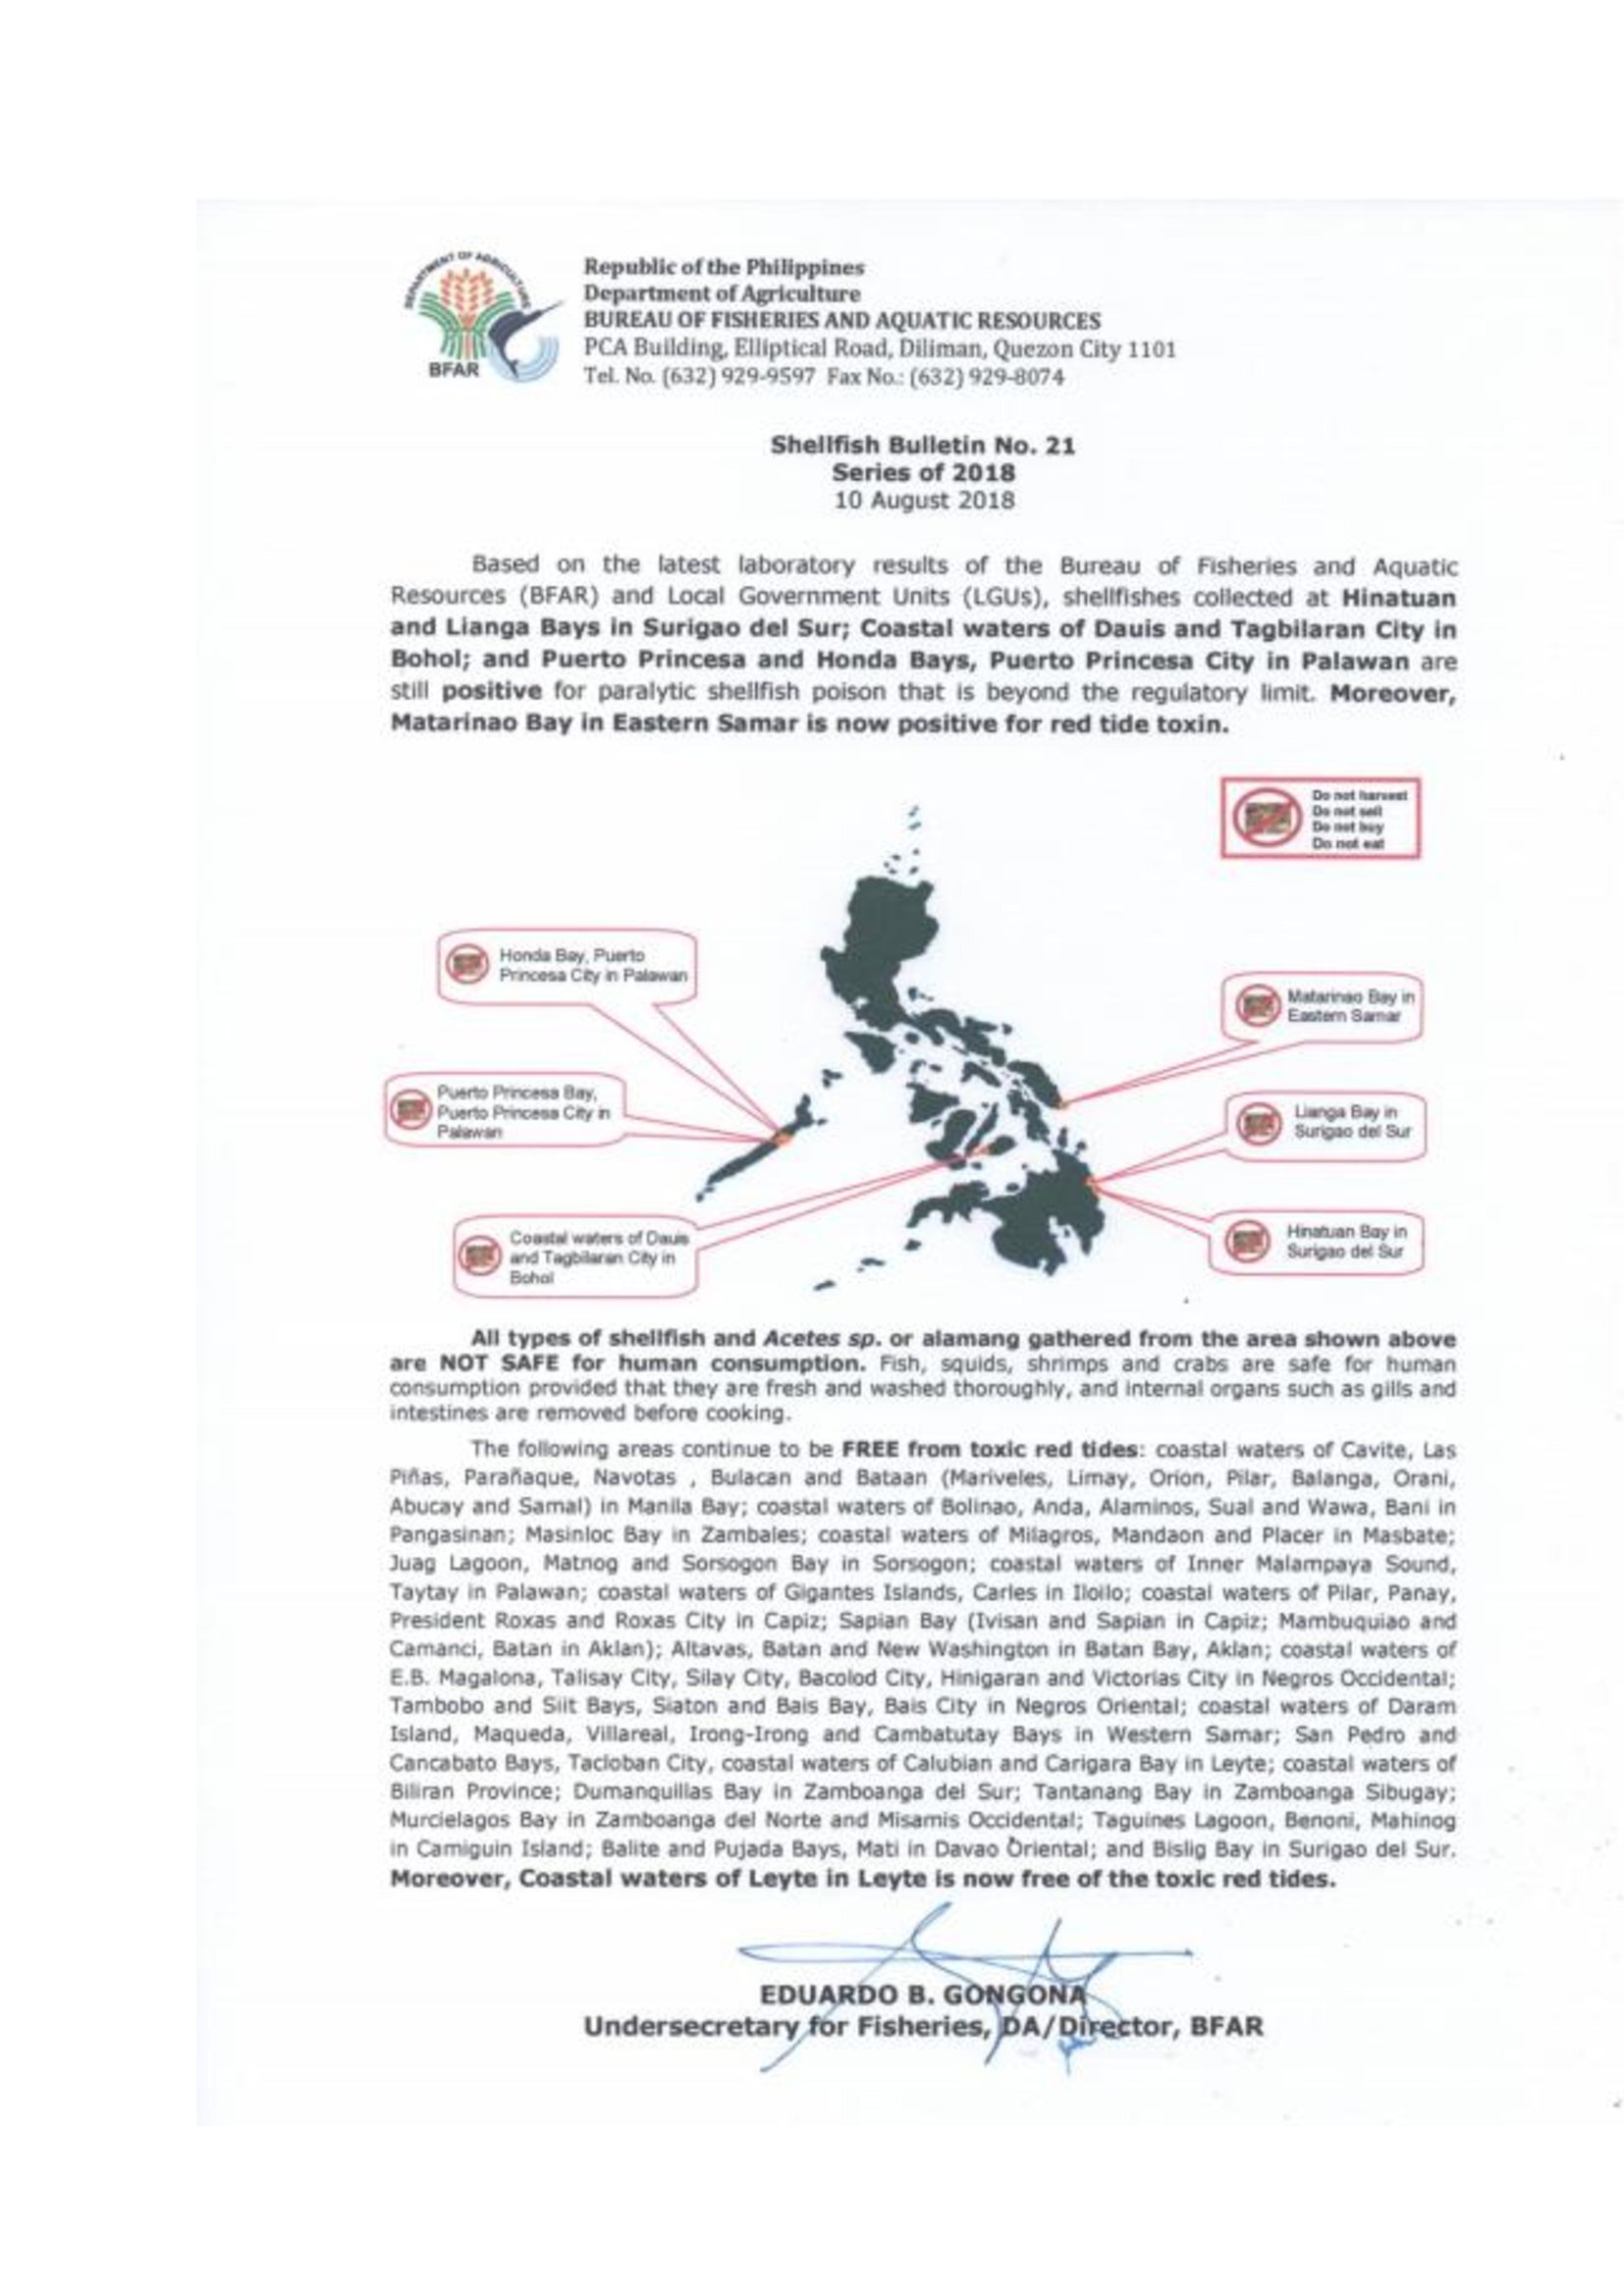 DEPARTMENT OF AGRICULTURE
BFAR
Republic of the Philippines
Department of Agriculture
BUREAU OF FISHERIES AND AQUATIC RESOURCES
PCA Building, Elliptical Road, Diliman, Quezon City 1101
Tel. No. (632) 929-9597 Fax No.: (632) 929-8074
Shellfish Bulletin No. 21
Series of 2018
10 August 2018
Based on the latest laboratory results of the Bureau of Fisheries and Aquatic
Resources (BFAR) and Local Government Units (LGUs), shellfishes collected at Hinatuan
and Lianga Bays in Surigao del Sur; Coastal waters of Dauis and Tagbilaran City in
Bohol; and Puerto Princesa and Honda Bays, Puerto Princesa City in Palawan are
still positive for paralytic shellfish poison that is beyond the regulatory limit. Moreover,
Matarinao Bay in Eastern Samar is now positive for red tide toxin.
Do not harvest
Do not sell
Do not buy
Do not eat
Honda Bay, Puerto
Princesa City in Palawan
Matarinao Bay in
Eastern Samar
Puerto Princesa Bay,
Puerto Princesa City in
Palawan
Lianga Bay in
Surigao del Sur
Coastal waters of Dauis
and Tagbilaran City in
Bohol
Hinatuan Bay in
Surigao del Sur
All types of shellfish and Acetes sp. or alamang gathered from the area shown above
are NOT SAFE for human consumption. Fish, squids, shrimps and crabs are safe for human
consumption provided that they are fresh and washed thoroughly, and internal organs such as gills and
intestines are removed before cooking.
The following areas continue to be FREE from toxic red tides: coastal waters of Cavite, Las
Piñas, Parañaque, Navotas , Bulacan and Bataan (Mariveles, Limay, Orion, Pilar, Balanga, Orani,
Abucay and Samal) in Manila Bay; coastal waters of Bolinao, Anda, Alaminos, Sual and Wawa, Bani in
Pangasinan; Masinloc Bay in Zambales; coastal waters of Milagros, Mandaon and Placer in Masbate;
Juag Lagoon, Matnog and Sorsogon Bay in Sorsogon; coastal waters of Inner Malampaya Sound,
Taytay in Palawan; coastal waters of Gigantes Islands, Carles in Iloilo; coastal waters of Pilar, Panay,
President Roxas and Roxas City in Capiz; Sapian Bay (Ivisan and Sapian in Capiz; Mambuquiao and
Camanci, Batan in Aklan); Altavas, Batan and New Washington in Batan Bay, Aklan; coastal waters of
E.B. Magalona, Talisay City, Silay City, Bacolod City, Hinigaran and Victorias City in Negros Occidental;
Tambobo and Siit Bays, Siaton and Bais Bay, Bais City in Negros Oriental; coastal waters of Daram
Island, Maqueda, Villareal, Irong-Irong and Cambatutay Bays in Western Samar; San Pedro and
Cancabato Bays, Tacloban City, coastal waters of Calubian and Carigara Bay in Leyte; coastal waters of
Biliran Province; Dumanquillas Bay in Zamboanga del Sur; Tantanang Bay in Zamboanga Sibugay;
Murcielagos Bay in Zamboanga del Norte and Misamis Occidental; Taguines Lagoon, Benoni, Mahinog
in Camiguin Island; Balite and Pujada Bays, Mati in Davao Oriental; and Bislig Bay in Surigao del Sur.
Moreover, Coastal waters of Leyte in Leyte is now free of the toxic red tides.
EDUARDO B. GONGONA
Undersecretary for Fisheries, DA/Director, BFAR